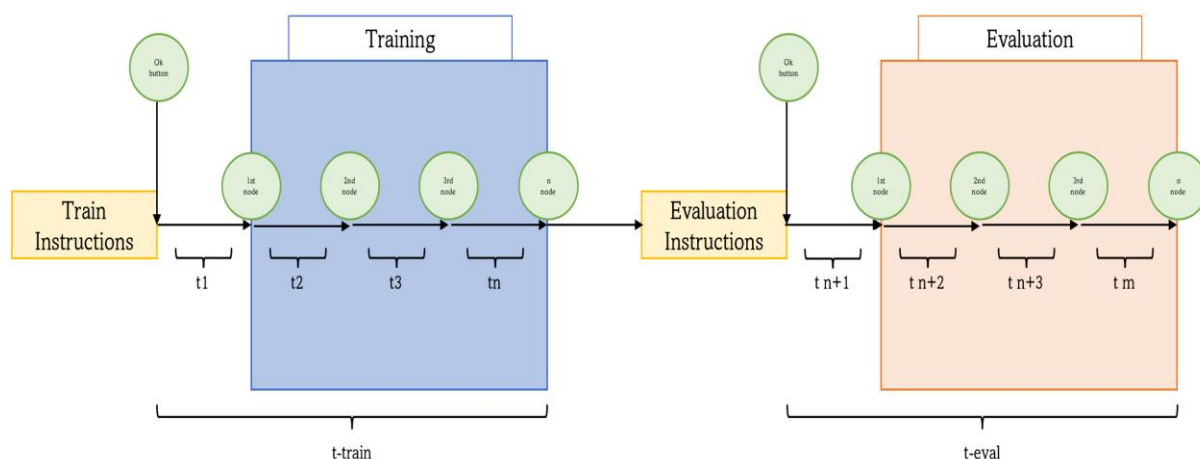 Training
Evaluation
Ok
button
Ok
button
1st
node
2nd
node
3rd
node
n
node
1st
node
2nd
node
3rd
node
n
node
Train
Instructions
Evaluation
Instructions
t1
t2
t3
tn
t n+1
t n+2
t n+3
t m
t-train
t-eval